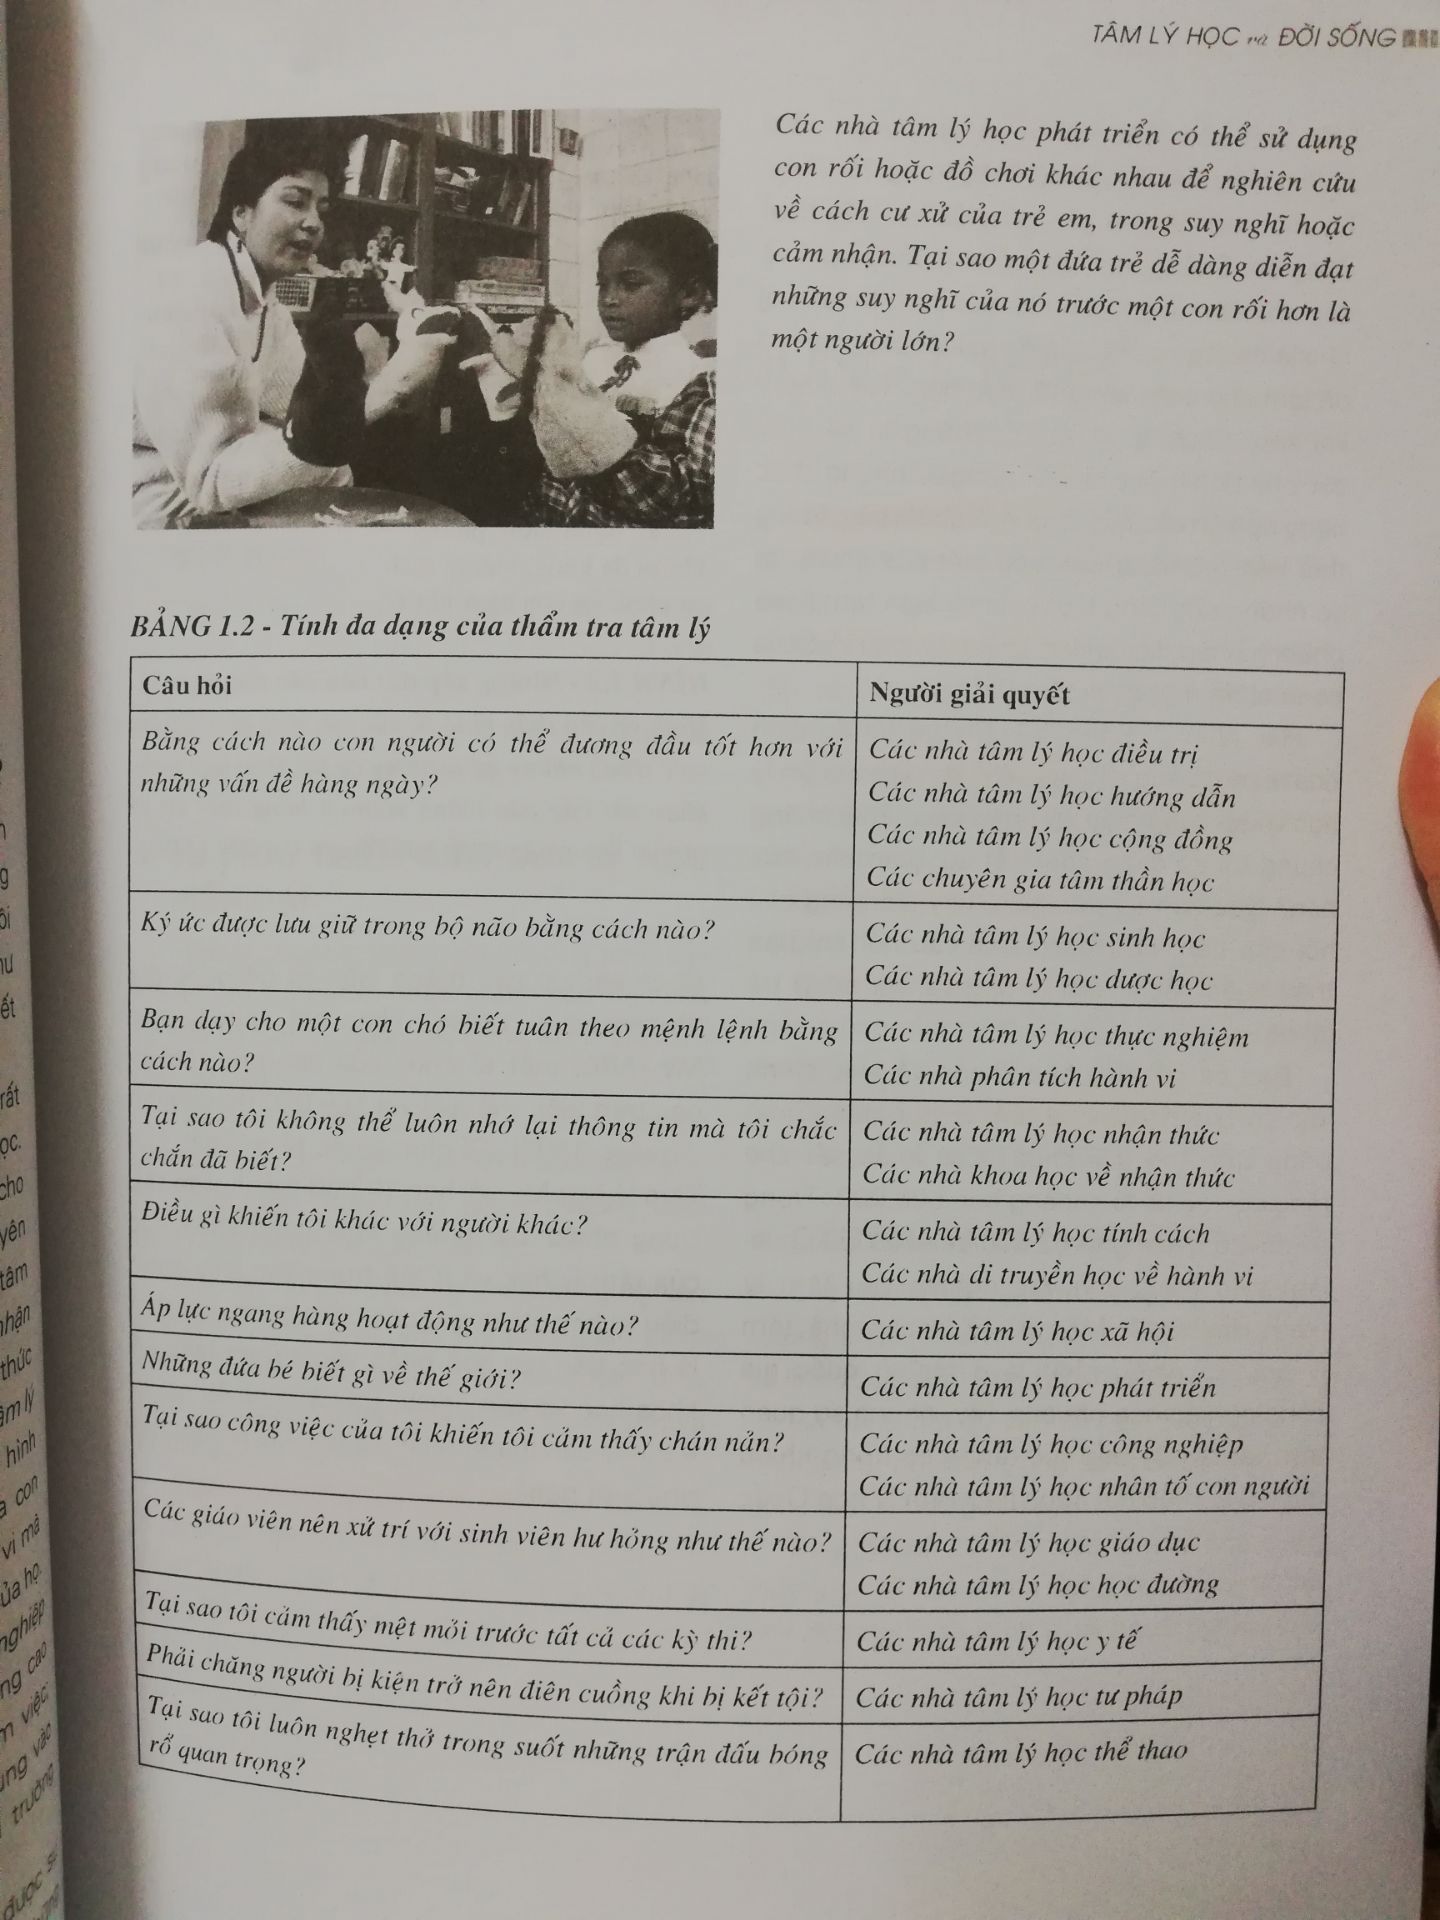 TÂM LÝ HỌC và ĐỜI SỐNG
Các nhà tâm lý học phát triển có thể sử dụng
con rối hoặc đồ chơi khác nhau để nghiên cứu
về cách cư xử của trẻ em, trong suy nghĩ hoặc
cảm nhận. Tại sao một đứa trẻ dễ dàng diễn đạt
những suy nghĩ của nó trước một con rối hơn là
một người lớn?
BẢNG 1.2 - Tính đa dạng của thẩm tra tâm lý
Câu hỏi
Người giải quyết
Bằng cách nào con người có thể đương đầu tốt hơn với
những vấn đề hàng ngày?
Các nhà tâm lý học điều trị
Các nhà tâm lý học hướng dẫn
Các nhà tâm lý học cộng đồng
Các chuyên gia tâm thần học
Ký ức được lưu giữ trong bộ não bằng cách nào?
Các nhà tâm lý học sinh học
Các nhà tâm lý học dược học
Bạn dạy cho một con chó biết tuân theo mệnh lệnh bằng
cách nào?
Các nhà tâm lý học thực nghiệm
Các nhà phân tích hành vi
Tại sao tôi không thể luôn nhớ lại thông tin mà tôi chắc
chắn đã biết?
Các nhà tâm lý học nhận thức
Các nhà khoa học về nhận thức
Điều gì khiến tôi khác với người khác?
Các nhà tâm lý học tính cách
Các nhà di truyền học về hành vi
Áp lực ngang hàng hoạt động như thế nào?
Các nhà tâm lý học xã hội
Những đứa bé biết gì về thế giới?
Các nhà tâm lý học phát triển
Tại sao công việc của tôi khiến tôi cảm thấy chán nản?
Các nhà tâm lý học công nghiệp
Các nhà tâm lý học nhân tố con người
Các giáo viên nên xử trí với sinh viên hư hỏng như thế nào?
Các nhà tâm lý học giáo dục
Các nhà tâm lý học học đường
Tại sao tôi cảm thấy mệt mỏi trước tất cả các kỳ thi?
Các nhà tâm lý học y tế
Phải chăng người bị kiện trở nên điên cuồng khi bị kết tội?
Các nhà tâm lý học tư pháp
Tại sao tôi luôn nghẹt thở trong suốt những trận đấu bóng
rổ quan trọng?
Các nhà tâm lý học thể thao